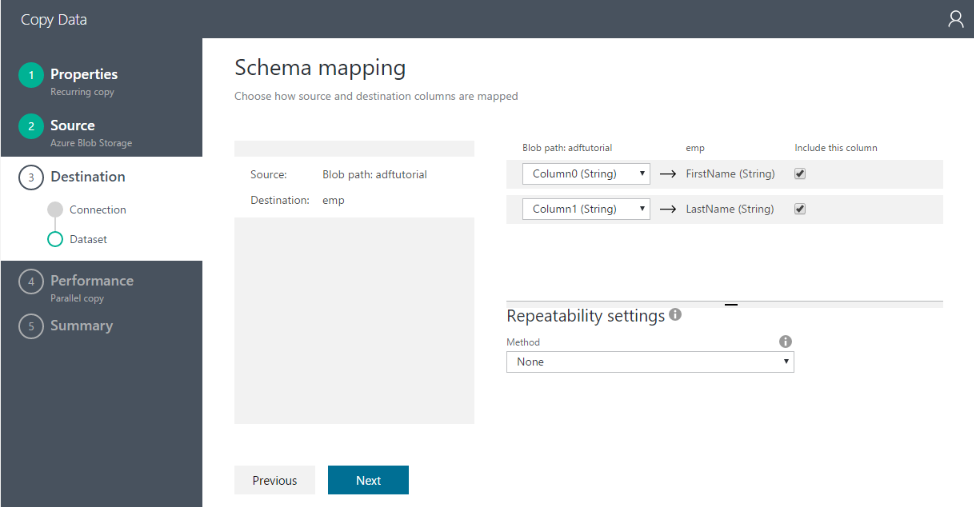 Copy Data
1 Properties
Recurring copy
2 Source
Azure Blob Storage
3 Destination
Connection
Dataset
4 Performance
Parallel copy
5 Summary
Schema mapping
Choose how source and destination columns are mapped
Source: Blob path: adftutorial
Destination: emp
Blob path: adftutorial emp Include this column
Column0 (String) → FirstName (String)
Column1 (String) → LastName (String)
Repeatability settings
Method
None
Previous Next